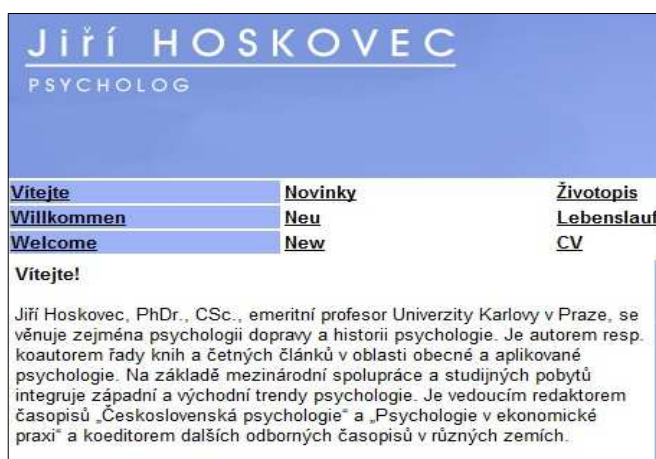 Jiří HOSKOVEC
PSYCHOLOG
Vítejte Novinky Životopis
Willkommen Neu Lebenslauf
Welcome New CV
Vítejte!
Jiří Hoskovec, PhDr., CSc., emeritní profesor Univerzity Karlovy v Praze, se
věnuje zejména psychologii dopravy a historii psychologie. Je autorem resp.
koautorem řady knih a četných článků v oblasti obecné a aplikované
psychologie. Na základě mezinárodní spolupráce a studijných pobytů
integruje západní a východní trendy psychologie. Je vedoucím redaktorem
časopisů „Československá psychologie“ a „Psychologie v ekonomické
praxi“ a koeditorem dalších odborných časopisů v různých zemích.